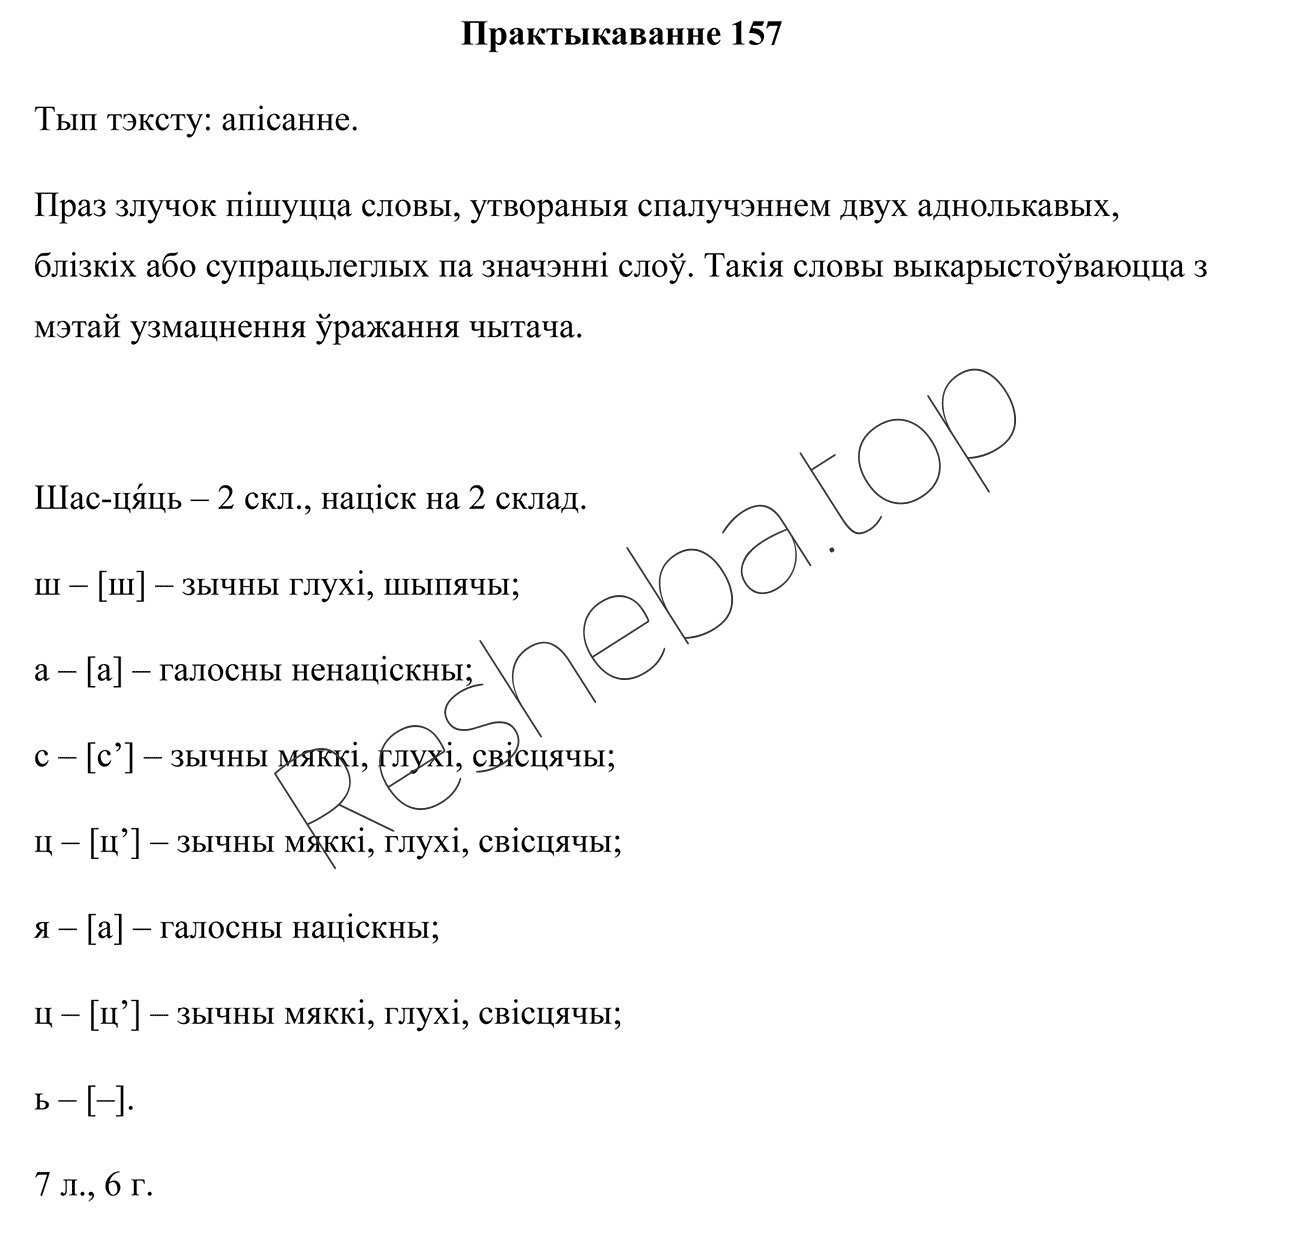 Практыкаванне 157
Тып тэксту: апісанне.
Праз злучок пішуцца словы, утвораныя спалучэннем двух аднолькавых,
блізкіх або супрацьлеглых па значэнні слоў. Такія словы выкарыстоўваюцца з
мэтай узмацнення ўражання чытача.
Шас-ця́ць – 2 скл., націск на 2 склад.
ш – [ш] – зычны глухі, шыпячы;
а – [а] – галосны ненаціскны;
с – [с’] – зычны мяккі, глухі, свісцячы;
ц – [ц’] – зычны мяккі, глухі, свісцячы;
я – [а] – галосны націскны;
ц – [ц’] – зычны мяккі, глухі, свісцячы;
ь – [–].
7 л., 6 г.
Resheba.top